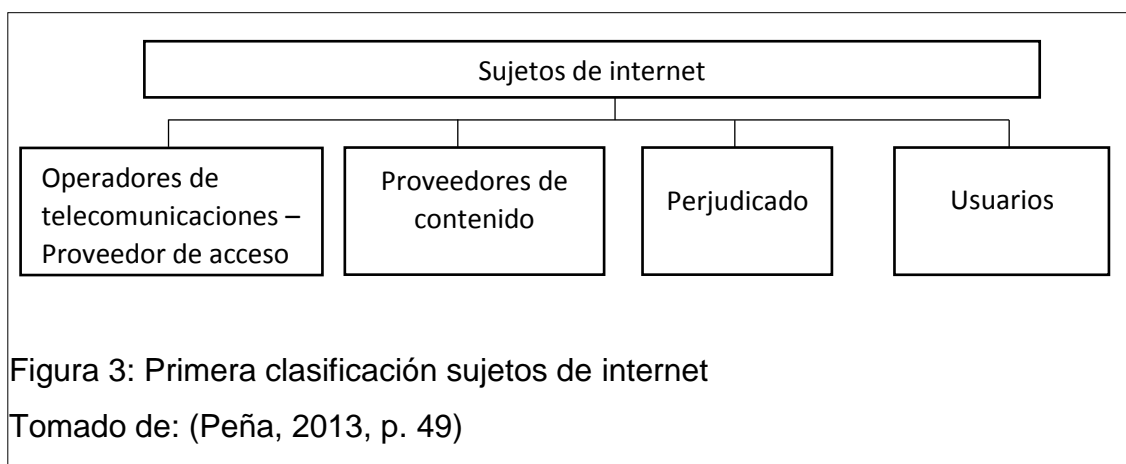 Sujetos de internet
Operadores de
telecomunicaciones –
Proveedor de acceso
Proveedores de
contenido
Perjudicado
Usuarios
Figura 3: Primera clasificación sujetos de internet
Tomado de: (Peña, 2013, p. 49)